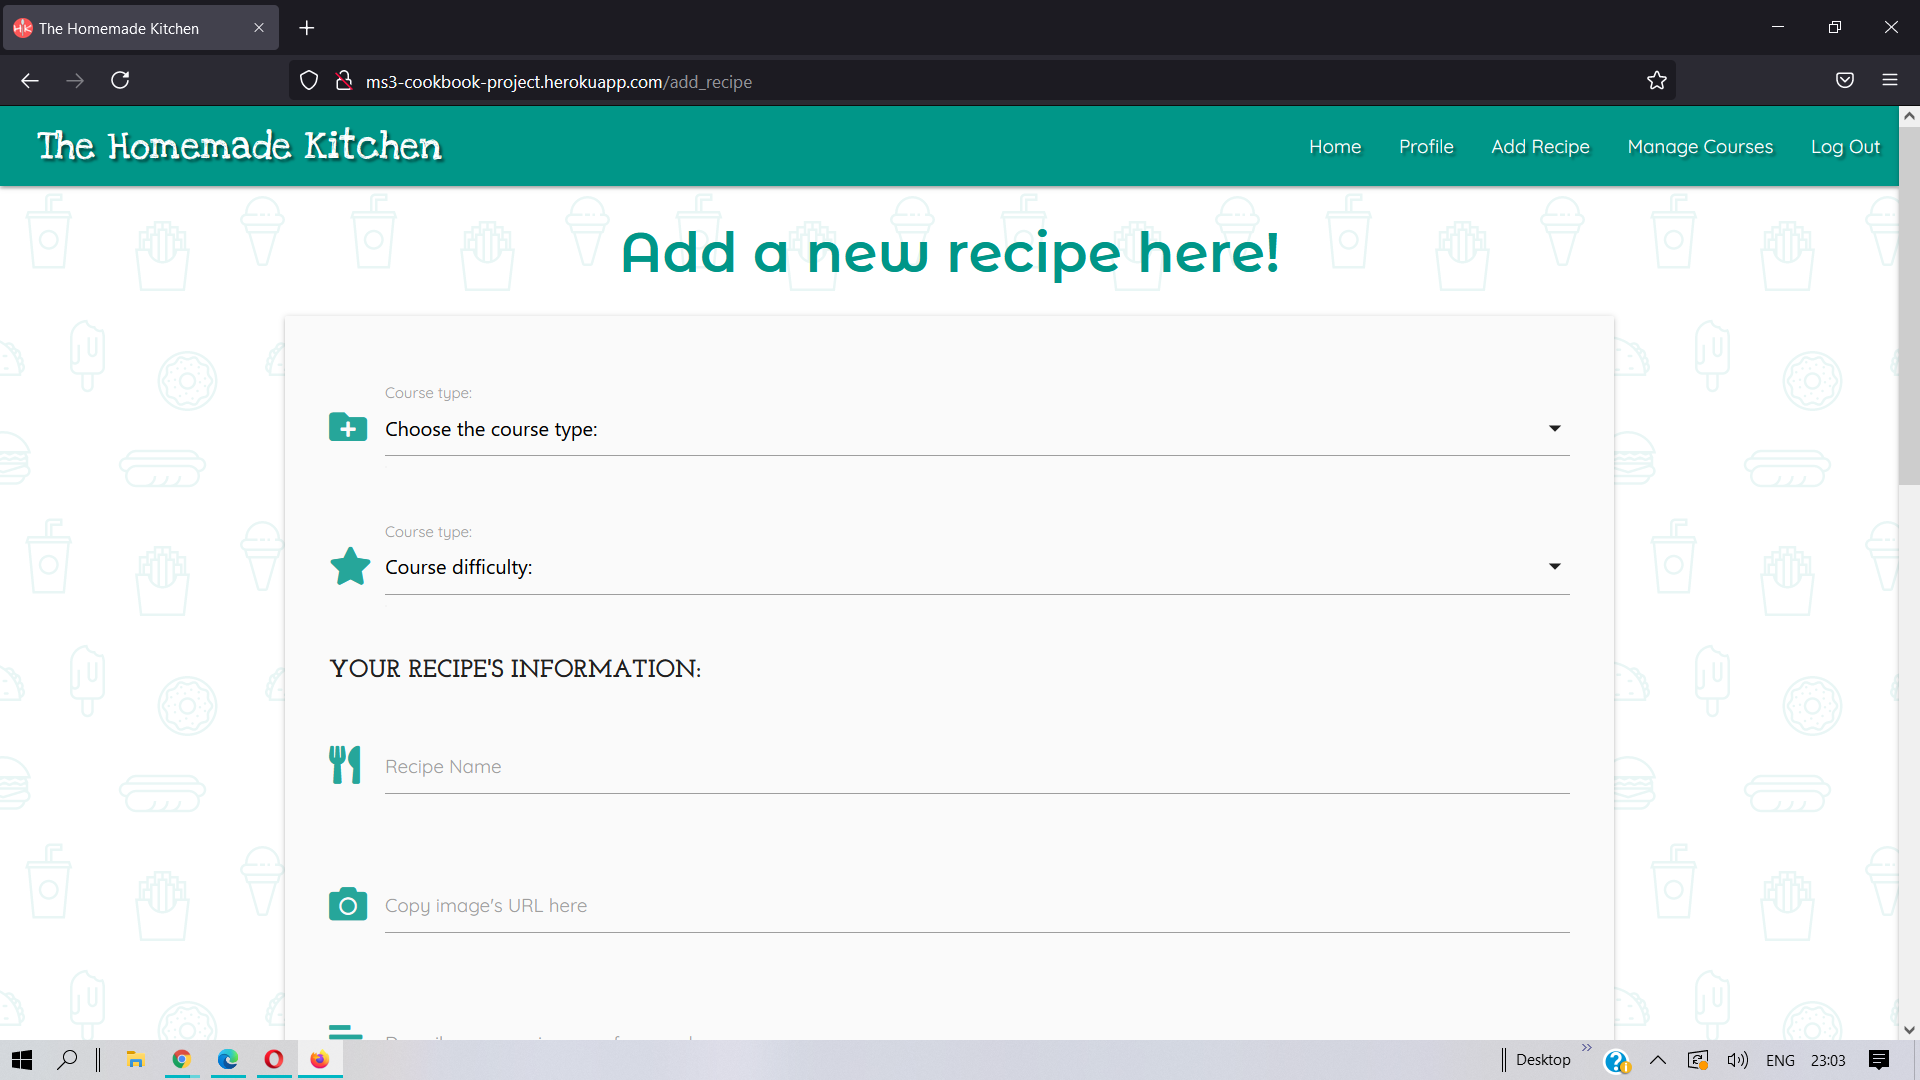 The Homemade Kitchen
ms3-cookbook-project.herokuapp.com/add_recipe
The Homemade Kitchen
Home Profile Add Recipe Manage Courses Log Out
Add a new recipe here!
Course type:
Choose the course type:
Course type:
Course difficulty:
YOUR RECIPE'S INFORMATION:
Recipe Name
Copy image's URL here
Desktop
ENG 23:03